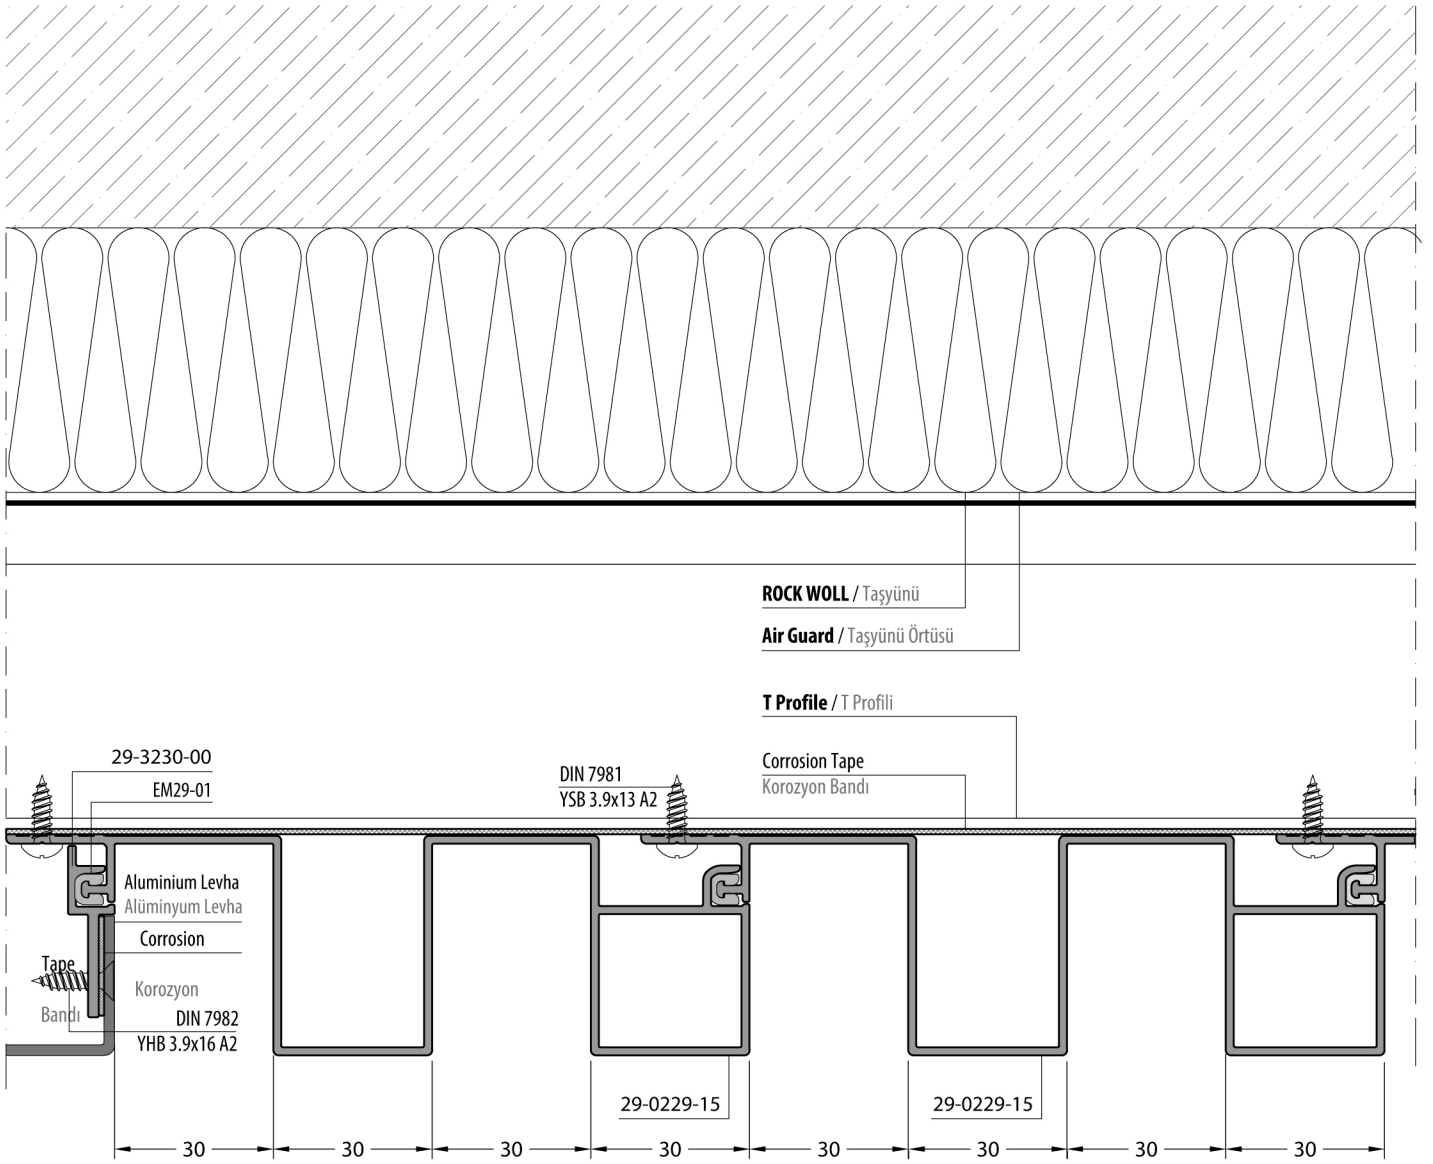 ROCK WOLL / Taşyünü
Air Guard / Taşyünü Örtüsü
T Profile / T Profili
29-3230-00
EM29-01
DIN 7981
YSB 3.9x13 A2
Corrosion Tape
Korozyon Bandı
Aluminium Levha
Alüminyum Levha
Corrosion
Tape
Korozyon
Bandı
DIN 7982
YHB 3.9x16 A2
29-0229-15
29-0229-15
30
30
30
30
30
30
30
30